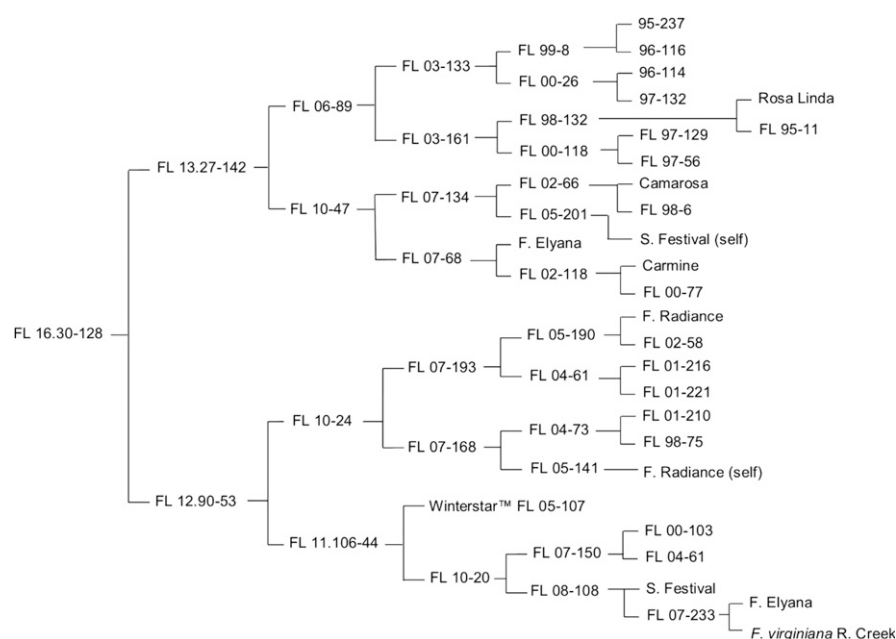 95-237
FL 99-8
96-116
FL 03-133
96-114
FL 00-26
97-132
Rosa Linda
FL 06-89
FL 98-132
FL 95-11
FL 03-161
FL 97-129
FL 00-118
FL 97-56
FL 13.27-142
FL 02-66
Camarosa
FL 07-134
FL 98-6
FL 10-47
FL 05-201
S. Festival (self)
F. Elyana
FL 07-68
Carmine
FL 02-118
FL 00-77
FL 16.30-128
F. Radiance
FL 05-190
FL 02-58
FL 07-193
FL 01-216
FL 04-61
FL 01-221
FL 10-24
FL 01-210
FL 04-73
FL 98-75
FL 07-168
FL 05-141
F. Radiance (self)
FL 12.90-53
Winterstar™ FL 05-107
FL 11.106-44
FL 00-103
FL 07-150
FL 04-61
FL 10-20
FL 08-108
S. Festival
FL 07-233
F. Elyana
F. virginiana R. Creek